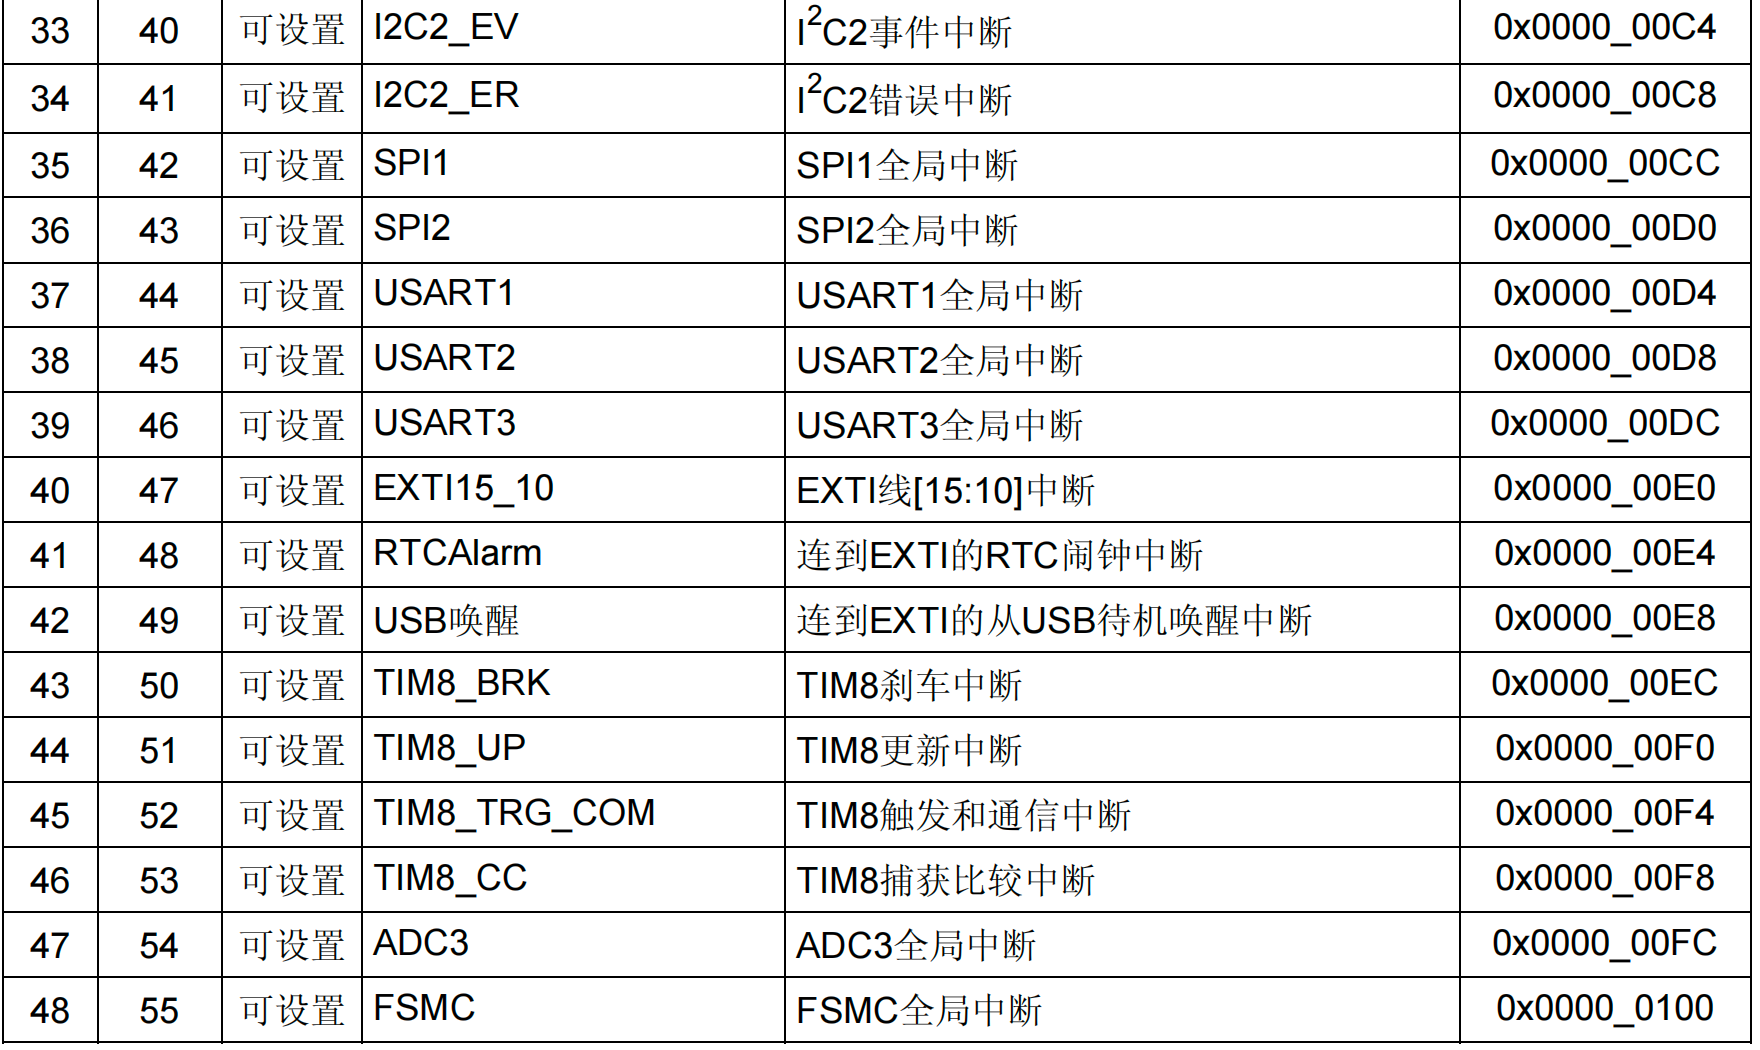 33 40 可设置 I2C2_EV I²C2事件中断 0x0000_00C4
34 41 可设置 I2C2_ER I²C2错误中断 0x0000_00C8
35 42 可设置 SPI1 SPI1全局中断 0x0000_00CC
36 43 可设置 SPI2 SPI2全局中断 0x0000_00D0
37 44 可设置 USART1 USART1全局中断 0x0000_00D4
38 45 可设置 USART2 USART2全局中断 0x0000_00D8
39 46 可设置 USART3 USART3全局中断 0x0000_00DC
40 47 可设置 EXTI15_10 EXTI线[15:10]中断 0x0000_00E0
41 48 可设置 RTCAlarm 连到EXTI的RTC闹钟中断 0x0000_00E4
42 49 可设置 USB唤醒 连到EXTI的从USB待机唤醒中断 0x0000_00E8
43 50 可设置 TIM8_BRK TIM8刹车中断 0x0000_00EC
44 51 可设置 TIM8_UP TIM8更新中断 0x0000_00F0
45 52 可设置 TIM8_TRG_COM TIM8触发和通信中断 0x0000_00F4
46 53 可设置 TIM8_CC TIM8捕获比较中断 0x0000_00F8
47 54 可设置 ADC3 ADC3全局中断 0x0000_00FC
48 55 可设置 FSMC FSMC全局中断 0x0000_0100